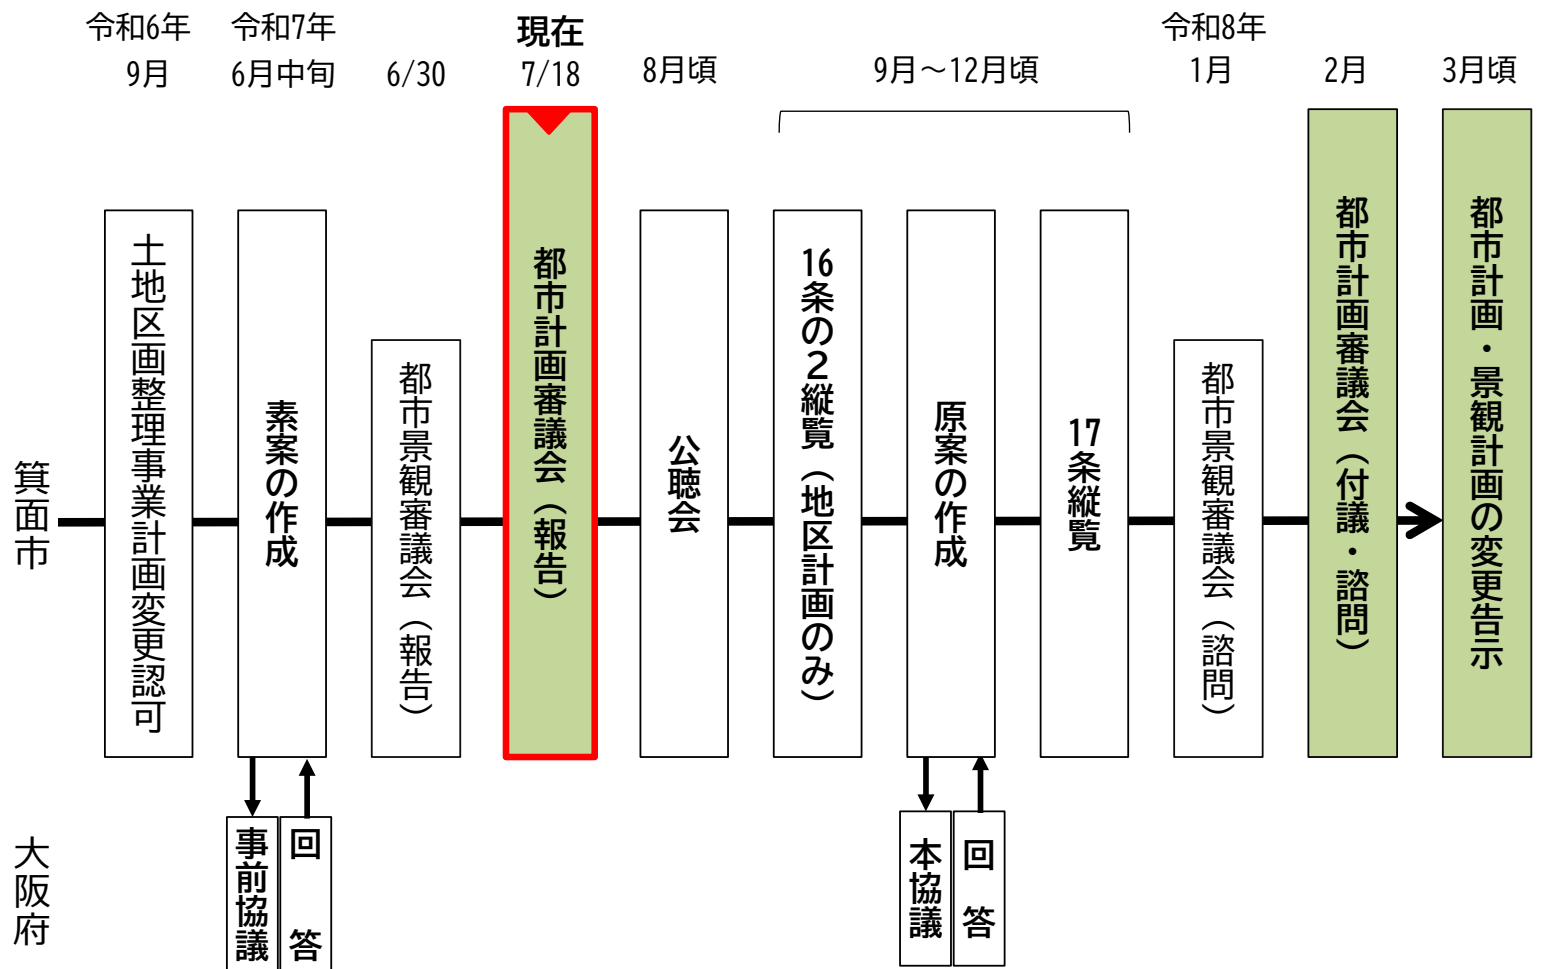 令和6年
9月
令和7年
6月中旬
6/30
現在
7/18
8月頃
9月~12月頃
令和8年
1月
2月
3月頃
箕面市
土地区画整理事業計画変更認可
素案の作成
都市景観審議会(報告)
都市計画審議会(報告)
公聴会
16条の2縦覧(地区計画のみ)
原案の作成
17条縦覧
都市景観審議会(諮問)
都市計画審議会(付議・諮問)
都市計画・景観計画の変更告示
大阪府
事前協議
回答
本協議
回答